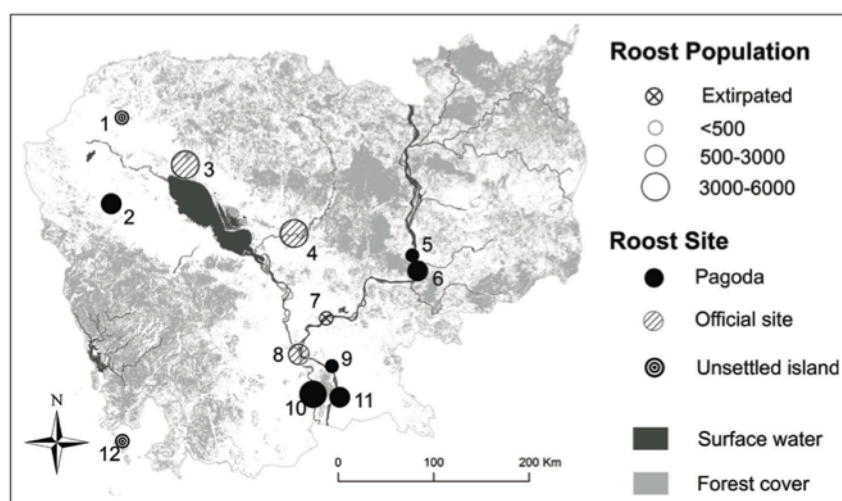 Roost Population
Extirpated
<500
500-3000
3000-6000
Roost Site
Pagoda
Official site
Unsettled island
Surface water
Forest cover
1
2
3
4
5
6
7
8
9
10
11
12
N
0 100 200 Km